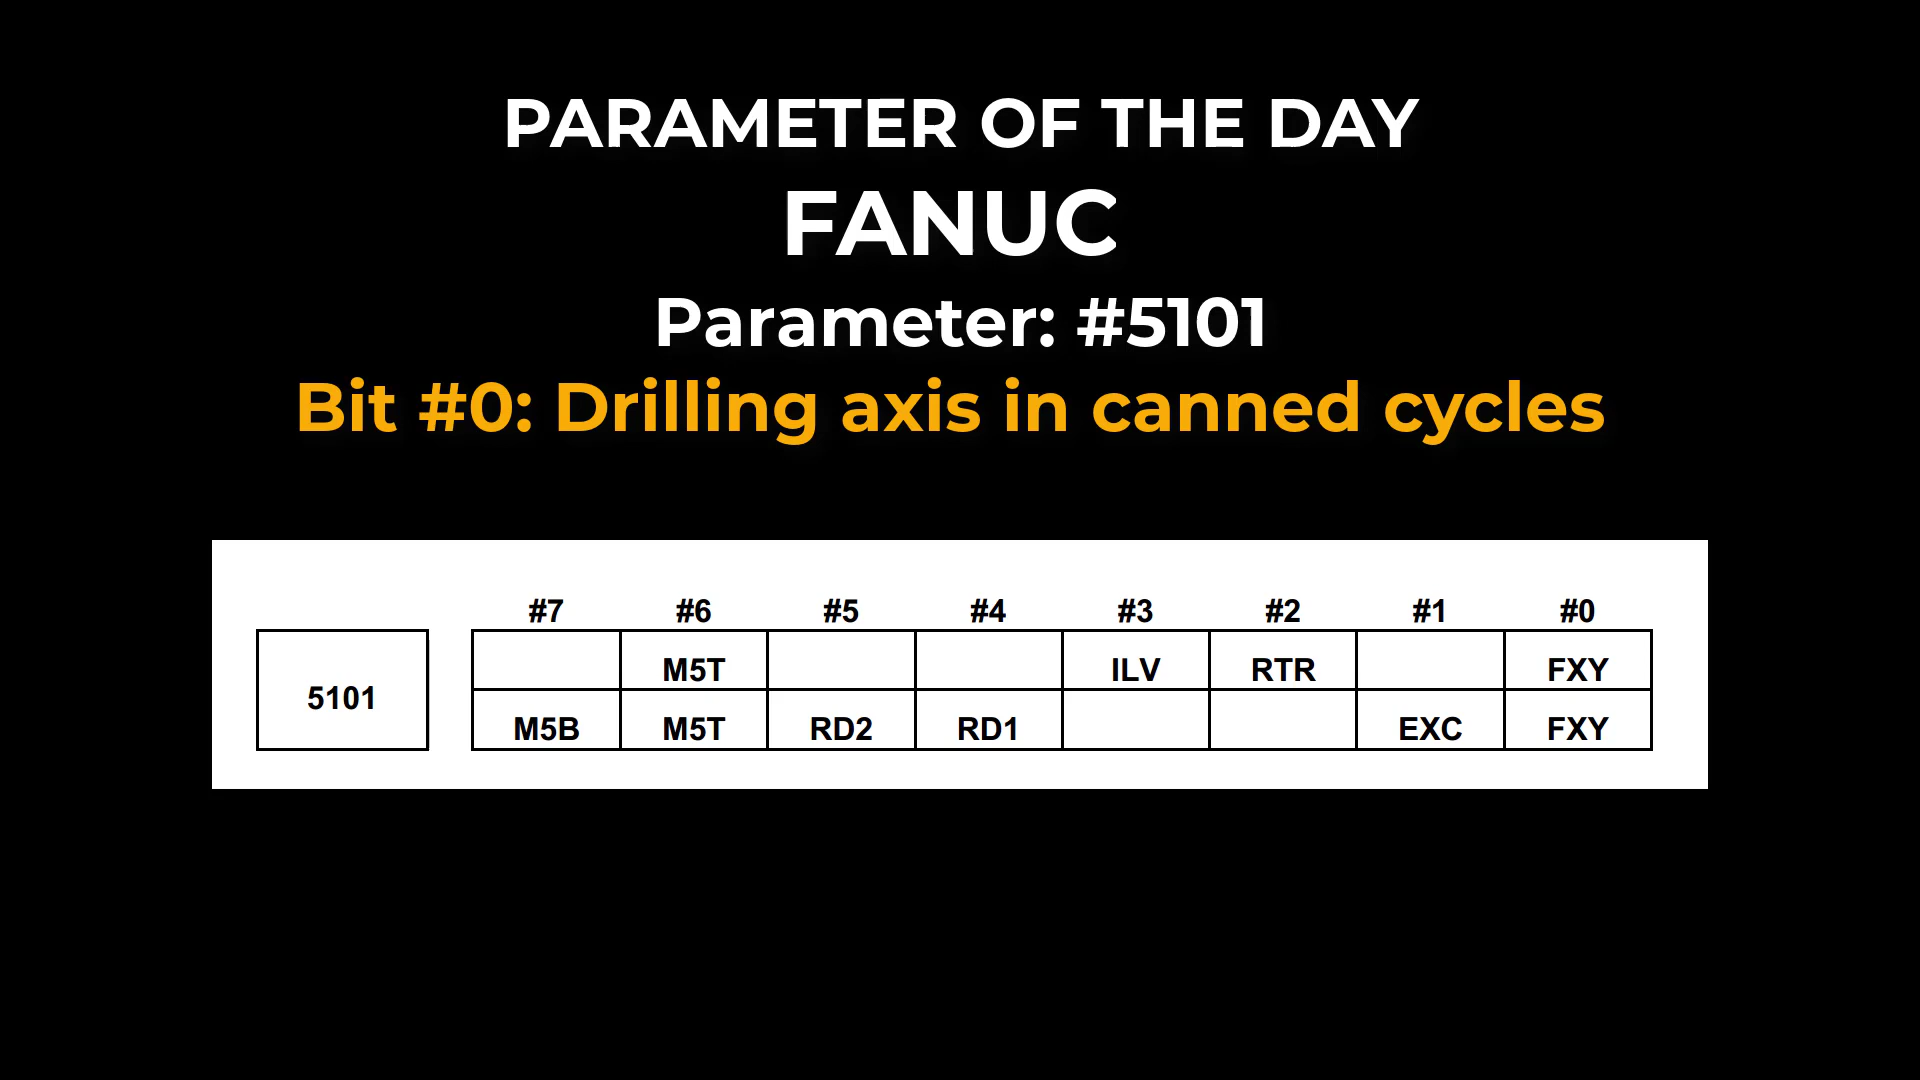 PARAMETER OF THE DAY
FANUC
Parameter: #5101
Bit #0: Drilling axis in canned cycles
#7 #6 #5 #4 #3 #2 #1 #0
5101
M5T ILV RTR FXY
M5B M5T RD2 RD1 EXC FXY